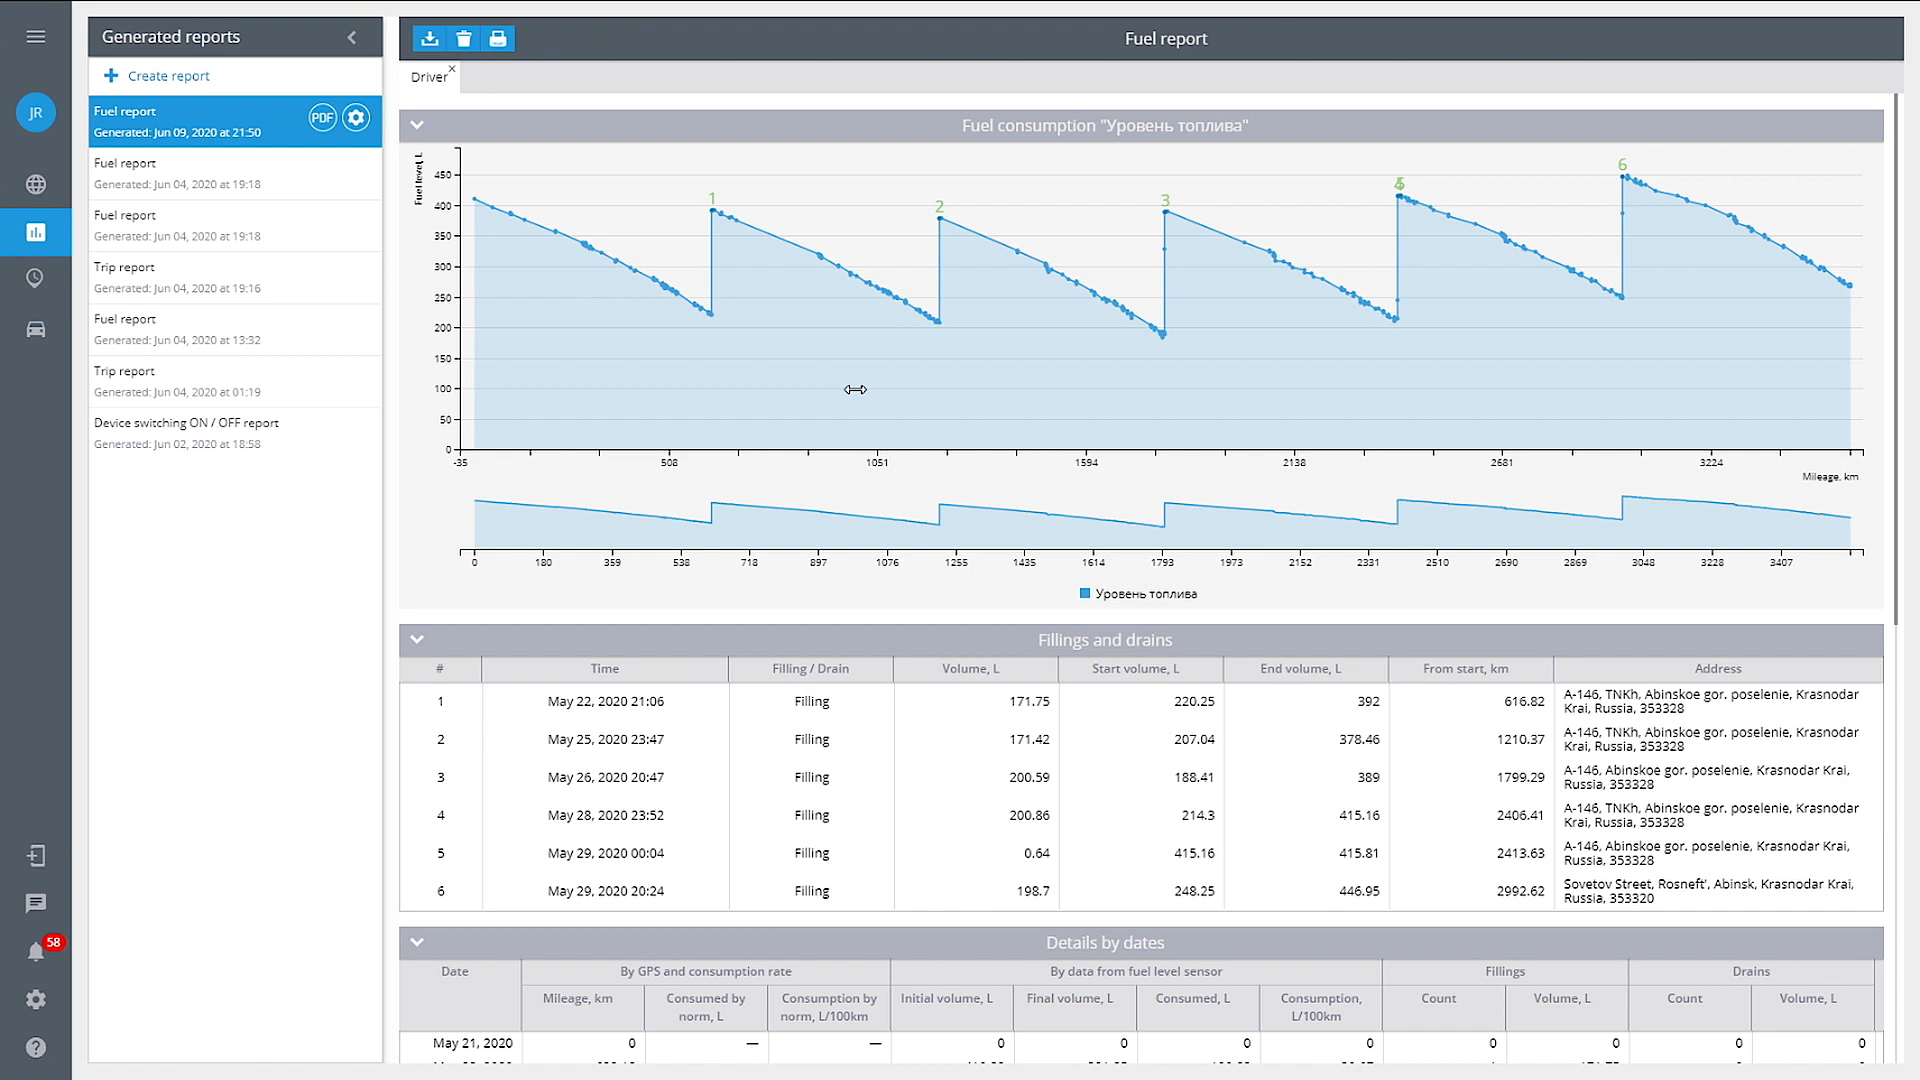 Generated reports
Fuel report
JR
Create report
Driver
×
Fuel report
Generated: Jun 09, 2020 at 21:50
PDF
Fuel report
Generated: Jun 04, 2020 at 19:18
Fuel report
Generated: Jun 04, 2020 at 19:18
Trip report
Generated: Jun 04, 2020 at 19:16
Fuel report
Generated: Jun 04, 2020 at 13:32
Trip report
Generated: Jun 04, 2020 at 01:19
Device switching ON / OFF report
Generated: Jun 02, 2020 at 18:58
58
Fuel consumption "Уровень топлива"
Fuel level, L
450
400
350
300
250
200
150
100
50
0
1
2
3
4
5
6
-35 508 1051 1594 2138 2681 3224
Mileage, km
0 180 359 538 718 897 1076 1255 1435 1614 1793 1973 2152 2331 2510 2690 2869 3048 3228 3407
Уровень топлива
Fillings and drains
# Time Filling / Drain Volume, L Start volume, L End volume, L From start, km Address
1 May 22, 2020 21:06 Filling 171.75 220.25 392 616.82 A-146, TNKh, Abinskoe gor. poselenie, Krasnodar
Krai, Russia, 353328
2 May 25, 2020 23:47 Filling 171.42 207.04 378.46 1210.37 A-146, TNKh, Abinskoe gor. poselenie, Krasnodar
Krai, Russia, 353328
3 May 26, 2020 20:47 Filling 200.59 188.41 389 1799.29 A-146, Abinskoe gor. poselenie, Krasnodar Krai,
Russia, 353328
4 May 28, 2020 23:52 Filling 200.86 214.3 415.16 2406.41 A-146, TNKh, Abinskoe gor. poselenie, Krasnodar
Krai, Russia, 353328
5 May 29, 2020 00:04 Filling 0.64 415.16 415.81 2413.63 A-146, Abinskoe gor. poselenie, Krasnodar Krai,
Russia, 353328
6 May 29, 2020 20:24 Filling 198.7 248.25 446.95 2992.62 Sovetov Street, Rosneft', Abinsk, Krasnodar Krai,
Russia, 353320
Details by dates
Date By GPS and consumption rate By data from fuel level sensor Fillings Drains
Mileage, km Consumed by Consumption by Initial volume, L Final volume, L Consumed, L Consumption, Count Volume, L Count Volume, L
norm, L norm, L/100km L/100km
May 21, 2020 0 — — 0 0 0 0 0 0 0 0